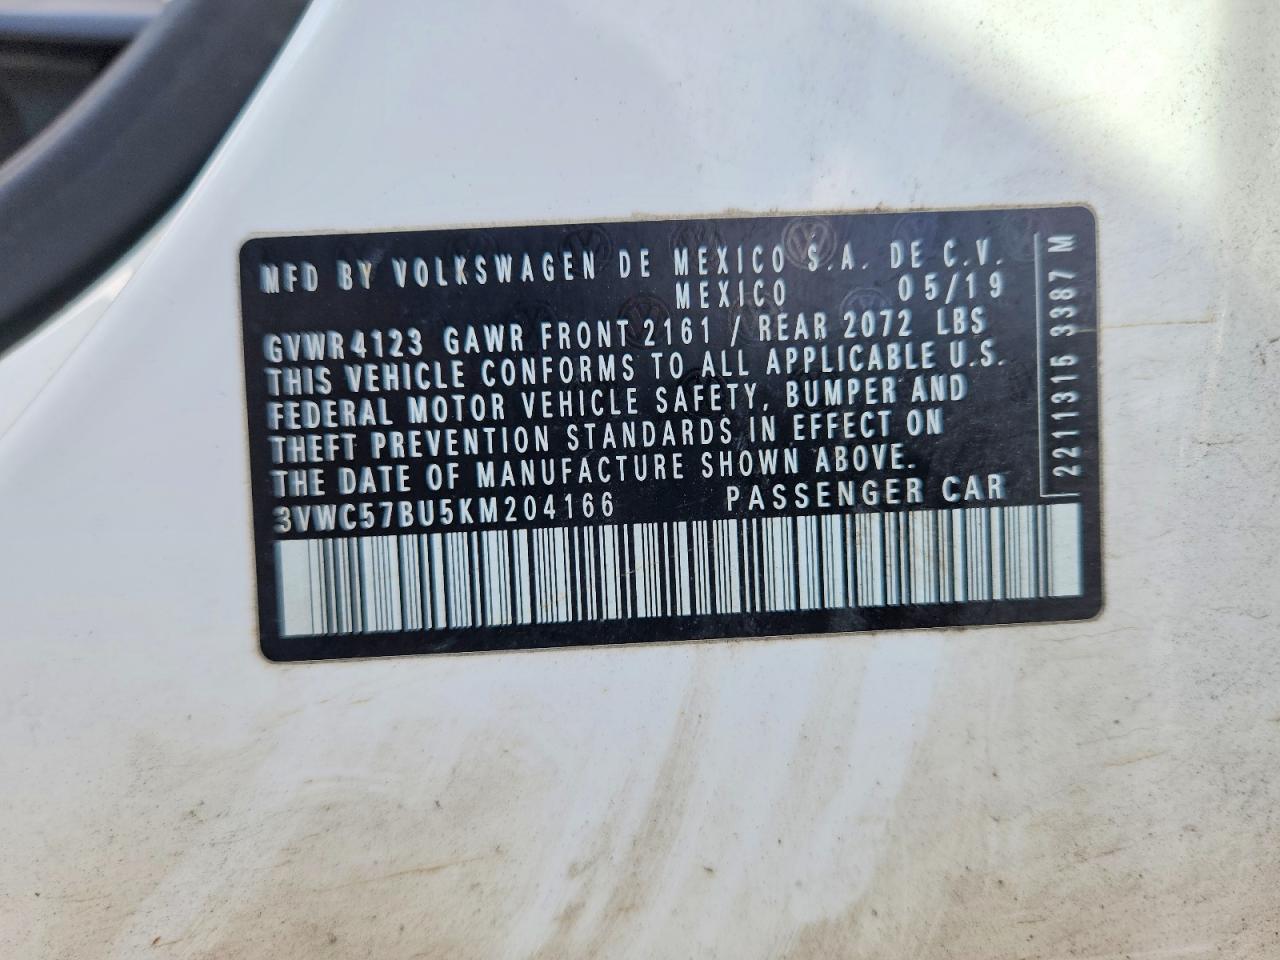 MFD BY VOLKSWAGEN DE MEXICO S.A. DE C.V.
MEXICO 05/19
GVWR 4123 GAWR FRONT 2161 / REAR 2072 LBS
THIS VEHICLE CONFORMS TO ALL APPLICABLE U.S.
FEDERAL MOTOR VEHICLE SAFETY, BUMPER AND
THEFT PREVENTION STANDARDS IN EFFECT ON
THE DATE OF MANUFACTURE SHOWN ABOVE.
3VWC57BU5KM204166 PASSENGER CAR
2211315 3387 M